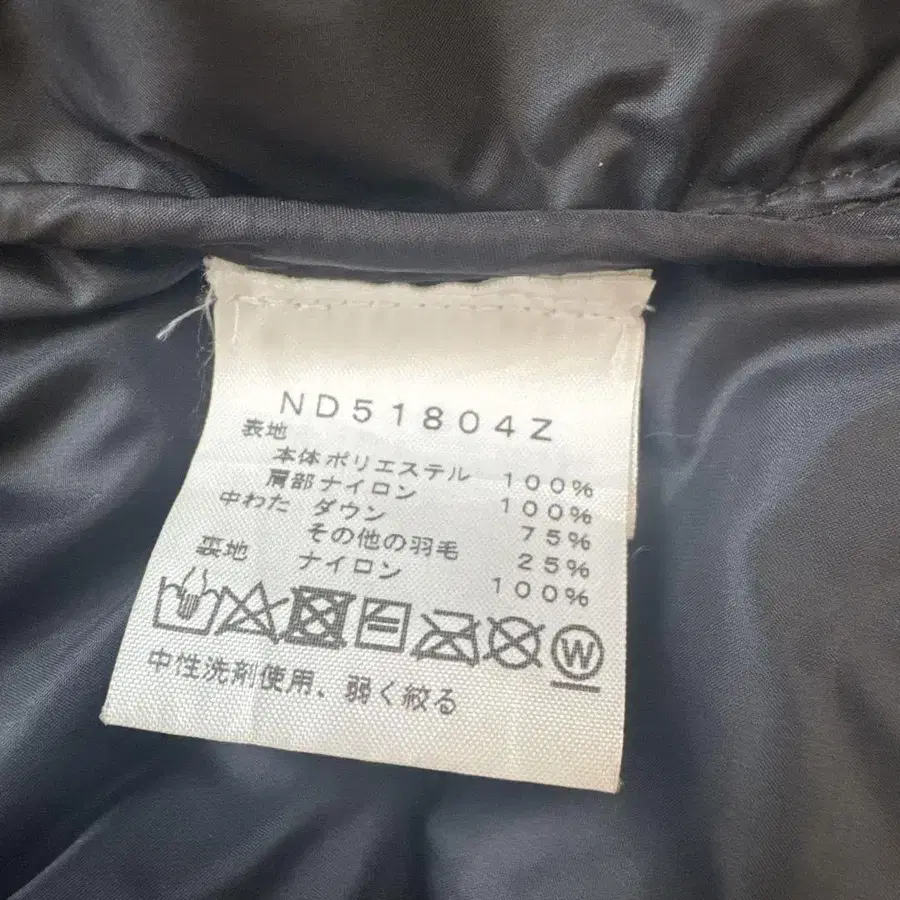 ND51804Z
表地
本体ポリエステル 100%
肩部ナイロン 100%
中わた ダウン 75%
その他の羽毛 25%
裏地 ナイロン 100%
W
中性洗剤使用、弱く絞る